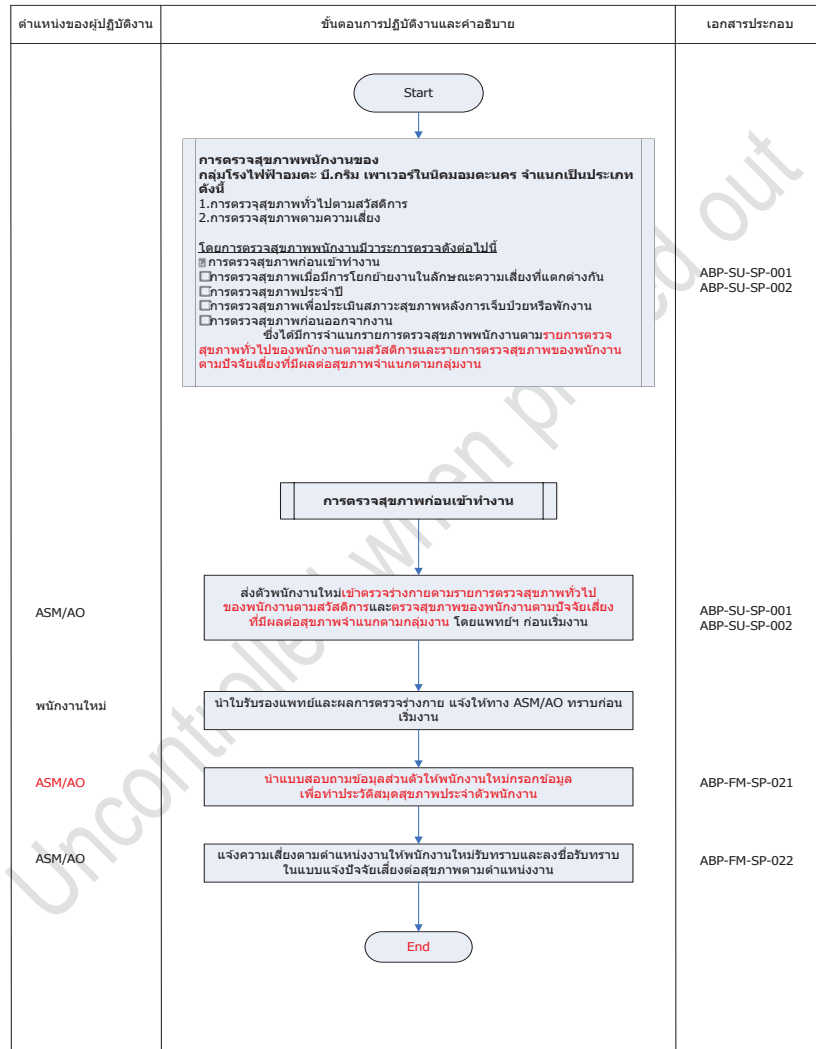 ตำแหน่งของผู้ปฏิบัติงาน
ขั้นตอนการปฏิบัติงานและคำอธิบาย
เอกสารประกอบ
Start
การตรวจสุขภาพพนักงานของ
กลุ่มโรงไฟฟ้าอมตะ บี.กริม เพาเวอร์ในนิคมอมตะนคร จำแนกเป็นประเภท
ดังนี้
1.การตรวจสุขภาพทั่วไปตามสวัสดิการ
2.การตรวจสุขภาพตามความเสี่ยง
โดยการตรวจสุขภาพพนักงานมีวาระการตรวจดังต่อไปนี้
การตรวจสุขภาพก่อนเข้าทำงาน
การตรวจสุขภาพเมื่อมีการโยกย้ายงานในลักษณะความเสี่ยงที่แตกต่างกัน
การตรวจสุขภาพประจำปี
การตรวจสุขภาพเพื่อประเมินสภาวะสุขภาพหลังการเจ็บป่วยหรือพักงาน
การตรวจสุขภาพก่อนออกจากงาน
ซึ่งได้มีการจำแนกรายการตรวจสุขภาพพนักงานตามรายการตรวจ
สุขภาพทั่วไปของพนักงานตามสวัสดิการและรายการตรวจสุขภาพของพนักงาน
ตามปัจจัยเสี่ยงที่มีผลต่อสุขภาพจำแนกตามกลุ่มงาน
ABP-SU-SP-001
ABP-SU-SP-002
การตรวจสุขภาพก่อนเข้าทำงาน
ASM/AO
ส่งตัวพนักงานใหม่เข้าตรวจร่างกายตามรายการตรวจสุขภาพทั่วไป
ของพนักงานตามสวัสดิการและตรวจสุขภาพของพนักงานตามปัจจัยเสี่ยง
ที่มีผลต่อสุขภาพจำแนกตามกลุ่มงาน โดยแพทย์ฯ ก่อนเริ่มงาน
ABP-SU-SP-001
ABP-SU-SP-002
พนักงานใหม่
นำใบรับรองแพทย์และผลการตรวจร่างกาย แจ้งให้ทาง ASM/AO ทราบก่อน
เริ่มงาน
ASM/AO
นำแบบสอบถามข้อมูลส่วนตัวให้พนักงานใหม่กรอกข้อมูล
เพื่อทำประวัติสมุดสุขภาพประจำตัวพนักงาน
ABP-FM-SP-021
ASM/AO
แจ้งความเสี่ยงตามตำแหน่งงานให้พนักงานใหม่รับทราบและลงชื่อรับทราบ
ในแบบแจ้งปัจจัยเสี่ยงต่อสุขภาพตามตำแหน่งงาน
ABP-FM-SP-022
End
Uncontrolled when printed out